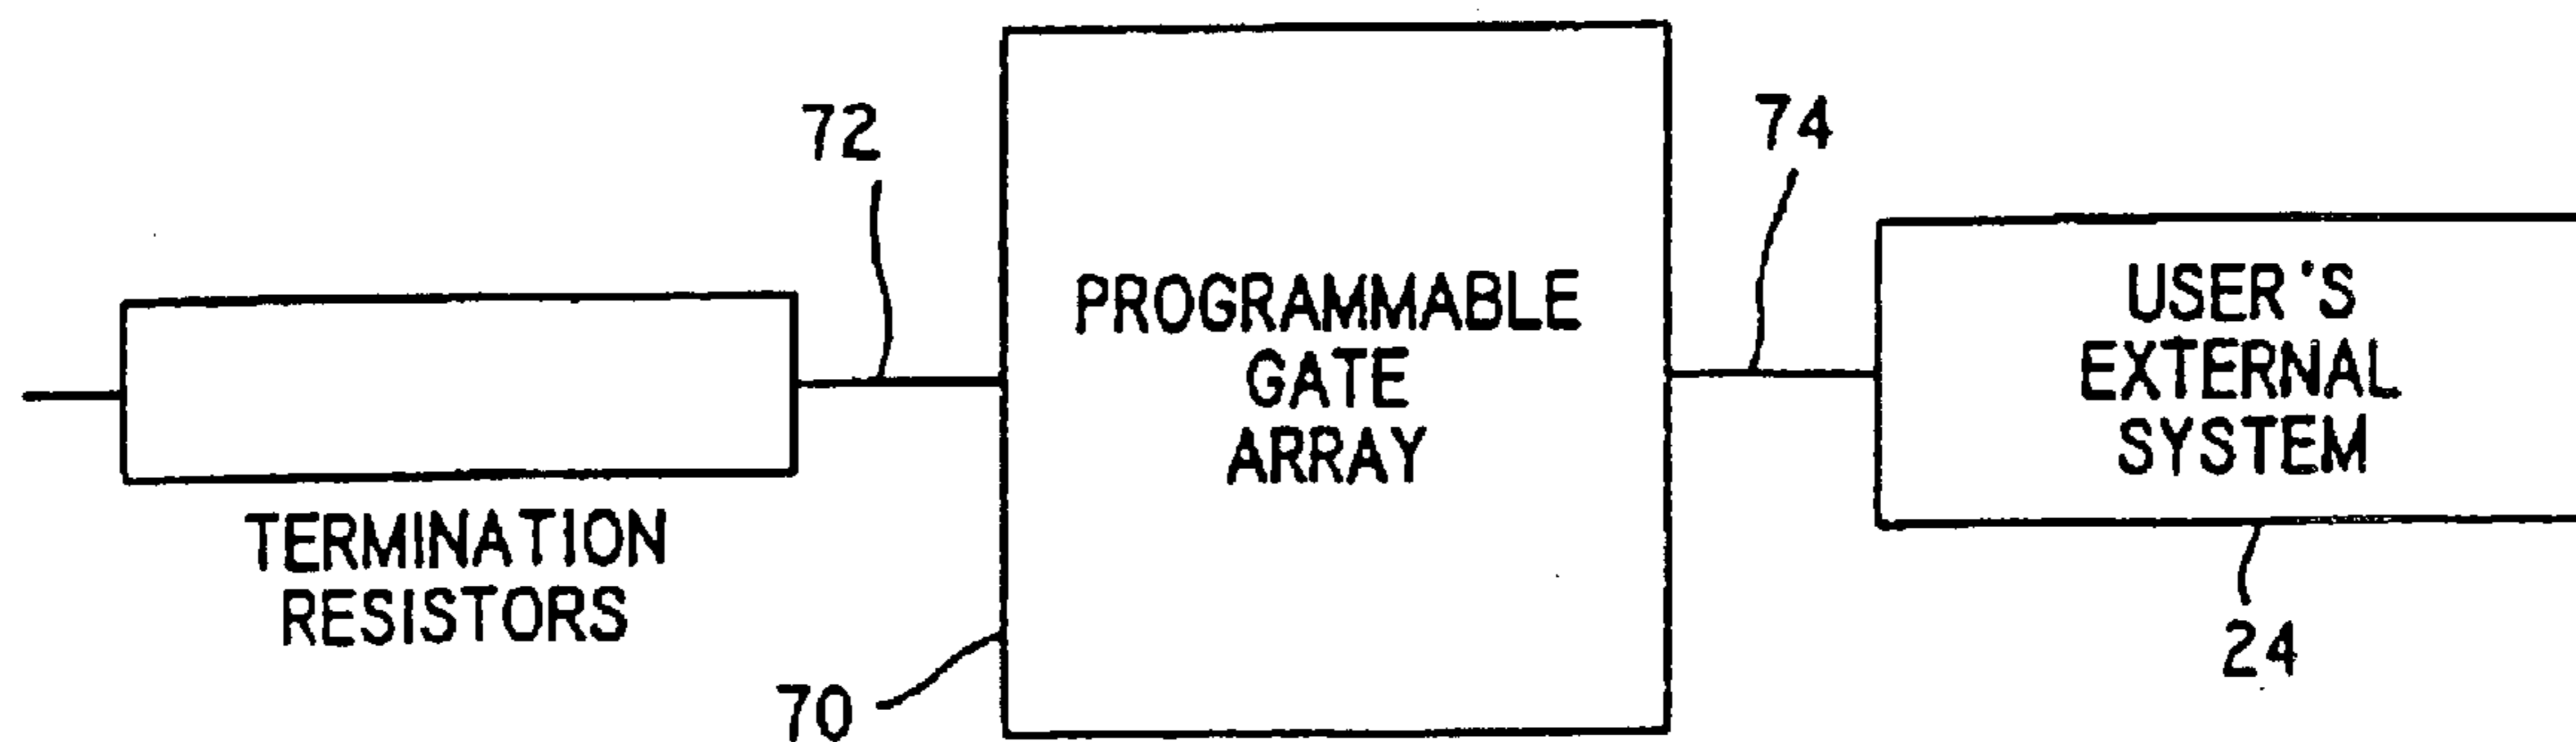 72
74
PROGRAMMABLE
GATE
ARRAY
USER'S
EXTERNAL
SYSTEM
TERMINATION
RESISTORS
70
24